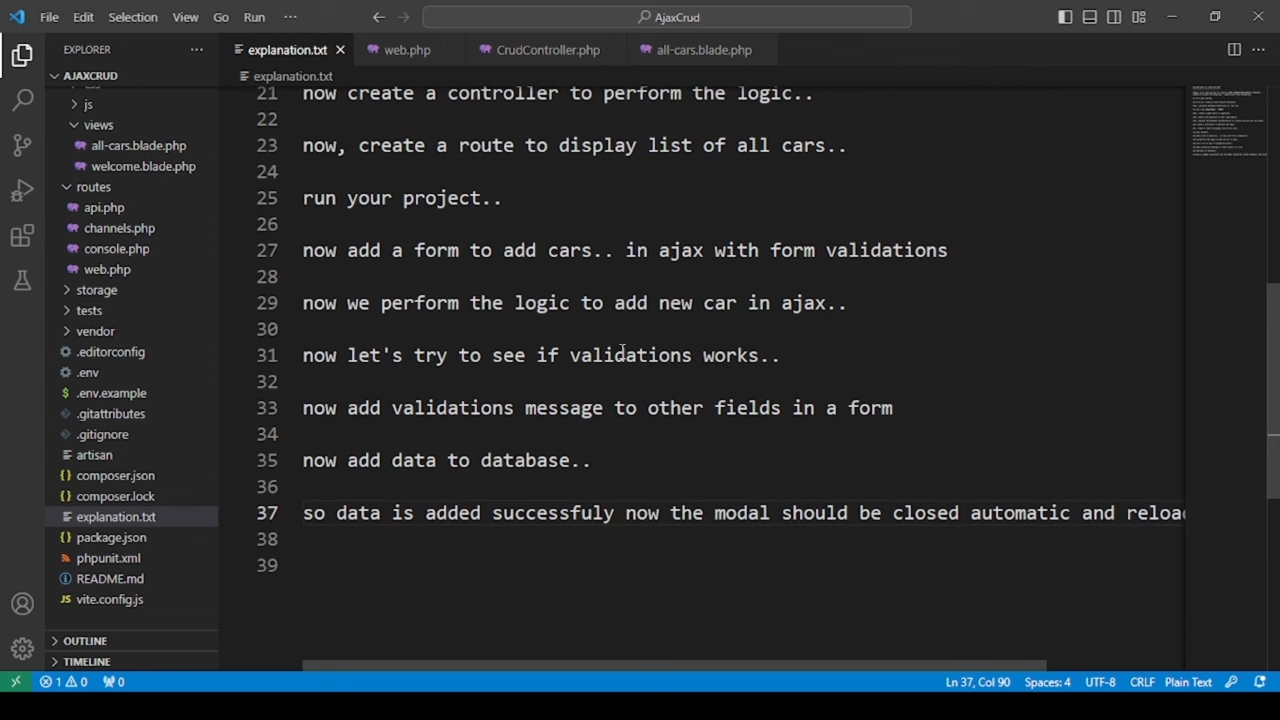 File Edit Selection View Go Run ··· AjaxCrud
EXPLORER ···
explanation.txt web.php CrudController.php all-cars.blade.php ···
AJAXCRUD
explanation.txt
js
views
all-cars.blade.php
welcome.blade.php
routes
api.php
channels.php
console.php
web.php
storage
tests
vendor
.editorconfig
.env
.env.example
.gitattributes
.gitignore
artisan
composer.json
composer.lock
explanation.txt
package.json
phpunit.xml
README.md
vite.config.js
OUTLINE
TIMELINE
21 now create a controller to perform the logic..
22
23 now, create a route to display list of all cars..
24
25 run your project..
26
27 now add a form to add cars.. in ajax with form validations
28
29 now we perform the logic to add new car in ajax..
30
31 now let's try to see if validations works..
32
33 now add validations message to other fields in a form
34
35 now add data to database..
36
37 so data is added successfuly now the modal should be closed automatic and reload
38
39
1 0 0 Ln 37, Col 90 Spaces: 4 UTF-8 CRLF Plain Text